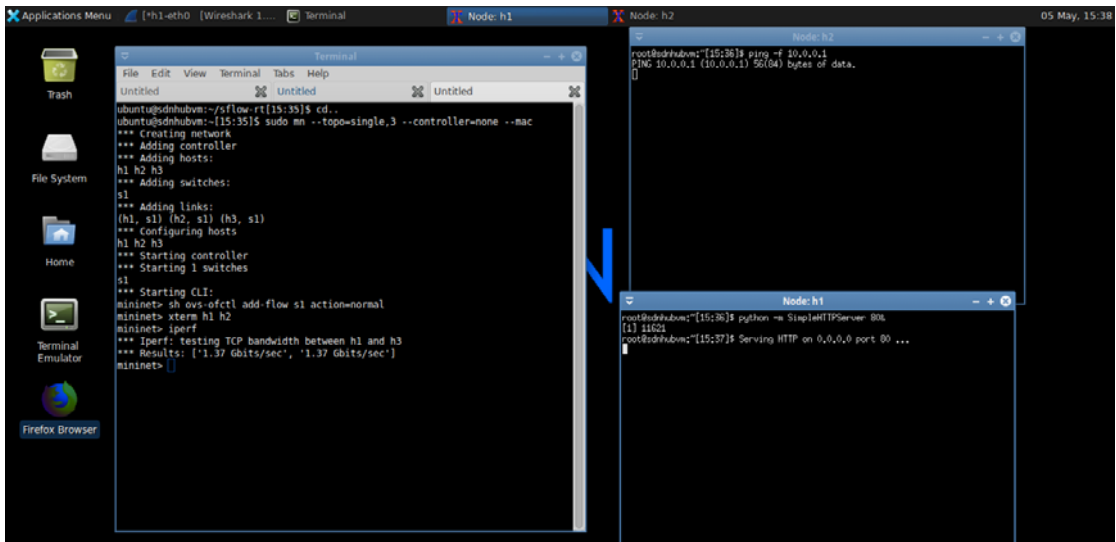 Applications Menu
[*h1-eth0 [Wireshark 1....
Terminal
Node: h1
Node: h2
05 May, 15:38
Trash
File System
Home
Terminal
Emulator
Firefox Browser
Terminal
File Edit View Terminal Tabs Help
Untitled Untitled Untitled
ubuntu@sdnhubvm:~/sflow-rt[15:35]$ cd..
ubuntu@sdnhubvm:~[15:35]$ sudo mn --topo=single,3 --controller=none --mac
*** Creating network
*** Adding controller
*** Adding hosts:
h1 h2 h3
*** Adding switches:
s1
*** Adding links:
(h1, s1) (h2, s1) (h3, s1)
*** Configuring hosts
h1 h2 h3
*** Starting controller
*** Starting 1 switches
s1
*** Starting CLI:
mininet> sh ovs-ofctl add-flow s1 action=normal
mininet> xterm h1 h2
mininet> iperf
*** Iperf: testing TCP bandwidth between h1 and h3
*** Results: ['1.37 Gbits/sec', '1.37 Gbits/sec']
mininet>
Node: h2
root@sdnhubvm:~[15:36]$ ping -f 10.0.0.1
PING 10.0.0.1 (10.0.0.1) 56(84) bytes of data.
Node: h1
root@sdnhubvm:~[15:36]$ python -m SimpleHTTPServer 80&
[1] 11621
root@sdnhubvm:~[15:37]$ Serving HTTP on 0.0.0.0 port 80 ...